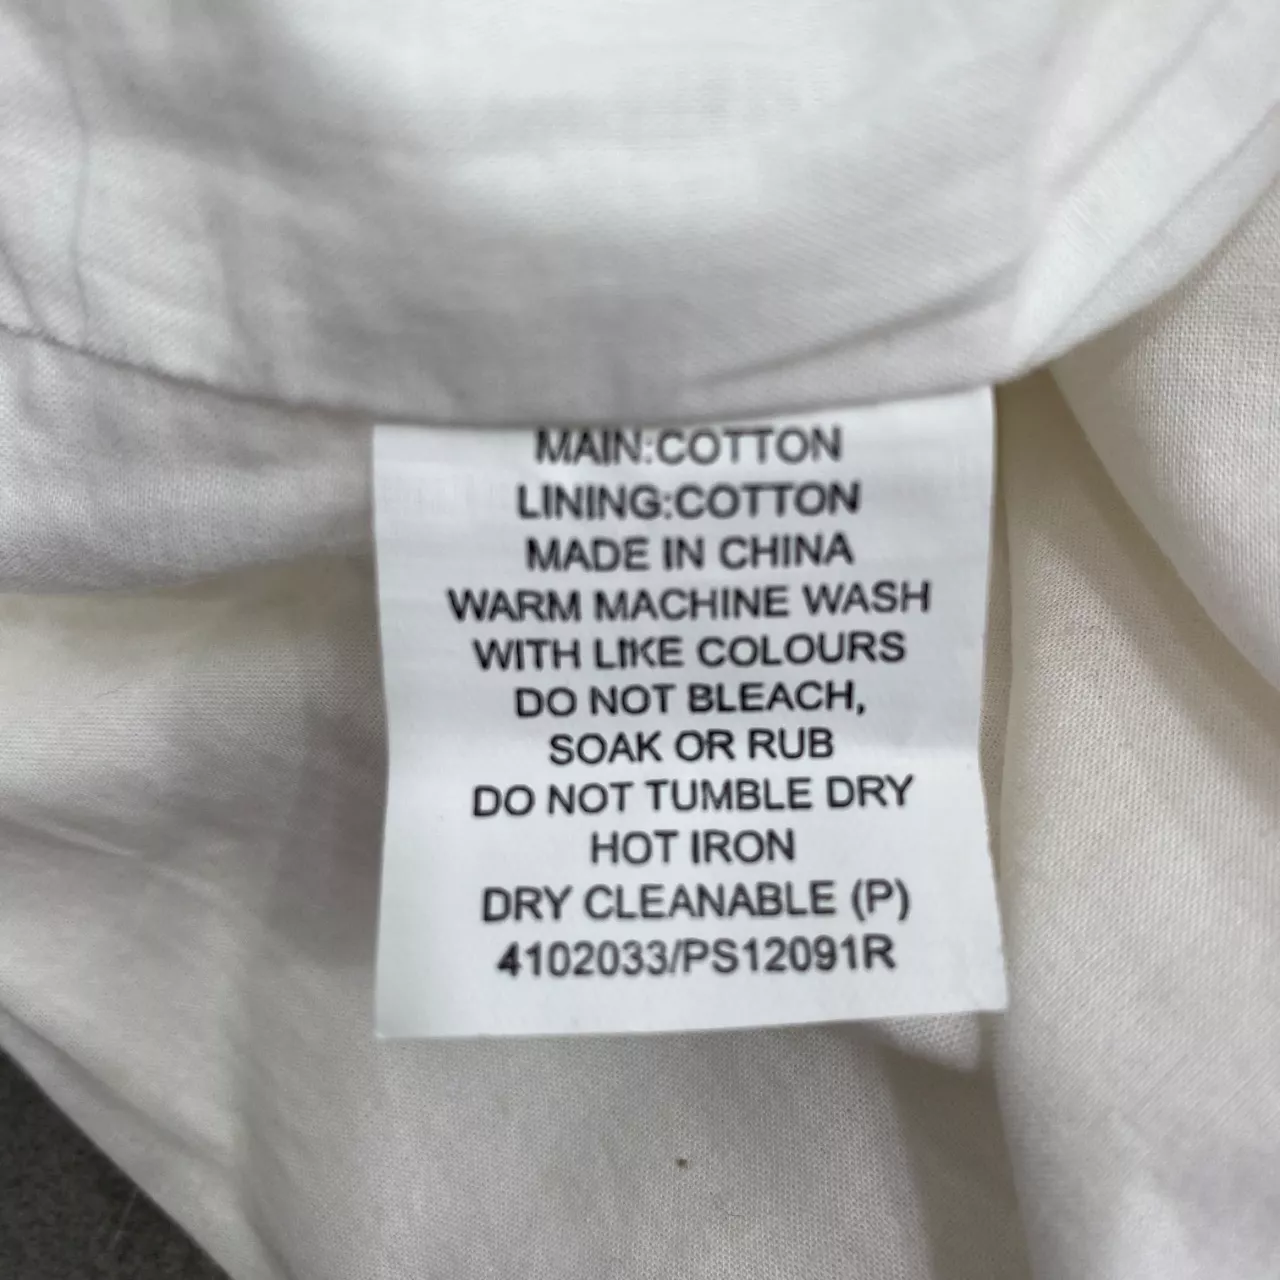 MAIN:COTTON
LINING:COTTON
MADE IN CHINA
WARM MACHINE WASH
WITH LIKE COLOURS
DO NOT BLEACH,
SOAK OR RUB
DO NOT TUMBLE DRY
HOT IRON
DRY CLEANABLE (P)
4102033/PS12091R